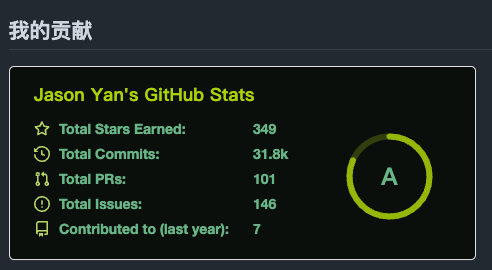 我的贡献
Jason Yan's GitHub Stats
Total Stars Earned: 349
Total Commits: 31.8k
Total PRs: 101
Total Issues: 146
Contributed to (last year): 7
A